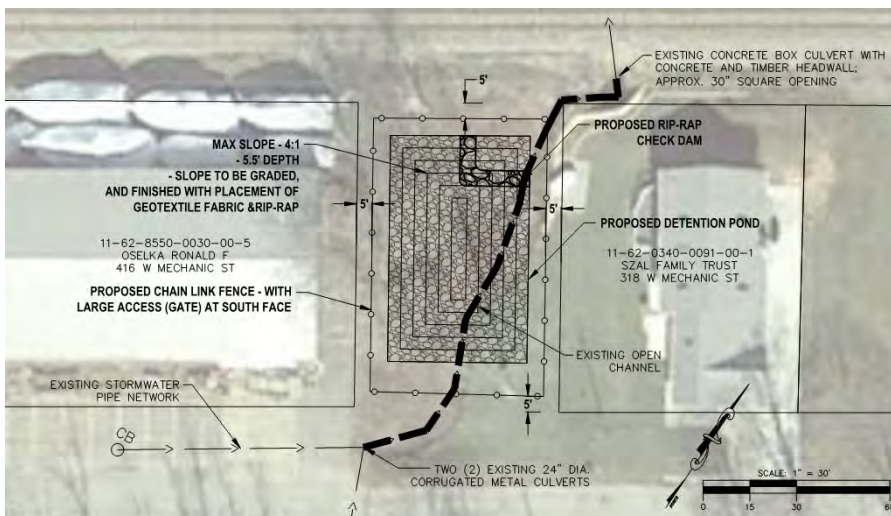 EXISTING CONCRETE BOX CULVERT WITH
CONCRETE AND TIMBER HEADWALL;
APPROX. 30" SQUARE OPENING
5'
PROPOSED RIP-RAP
CHECK DAM
MAX SLOPE - 4:1
- 5.5' DEPTH
- SLOPE TO BE GRADED,
AND FINISHED WITH PLACEMENT OF
GEOTEXTILE FABRIC &RIP-RAP
5'
5'
PROPOSED DETENTION POND
11-62-8550-0030-00-5
OSELKA RONALD F
416 W MECHANIC ST
11-62-0340-0091-00-1
SZAL FAMILY TRUST
318 W MECHANIC ST
PROPOSED CHAIN LINK FENCE - WITH
LARGE ACCESS (GATE) AT SOUTH FACE
EXISTING OPEN
CHANNEL
EXISTING STORMWATER
PIPE NETWORK
5'
CB
TWO (2) EXISTING 24" DIA.
CORRUGATED METAL CULVERTS
SCALE: 1" = 30'
0 15 30 60